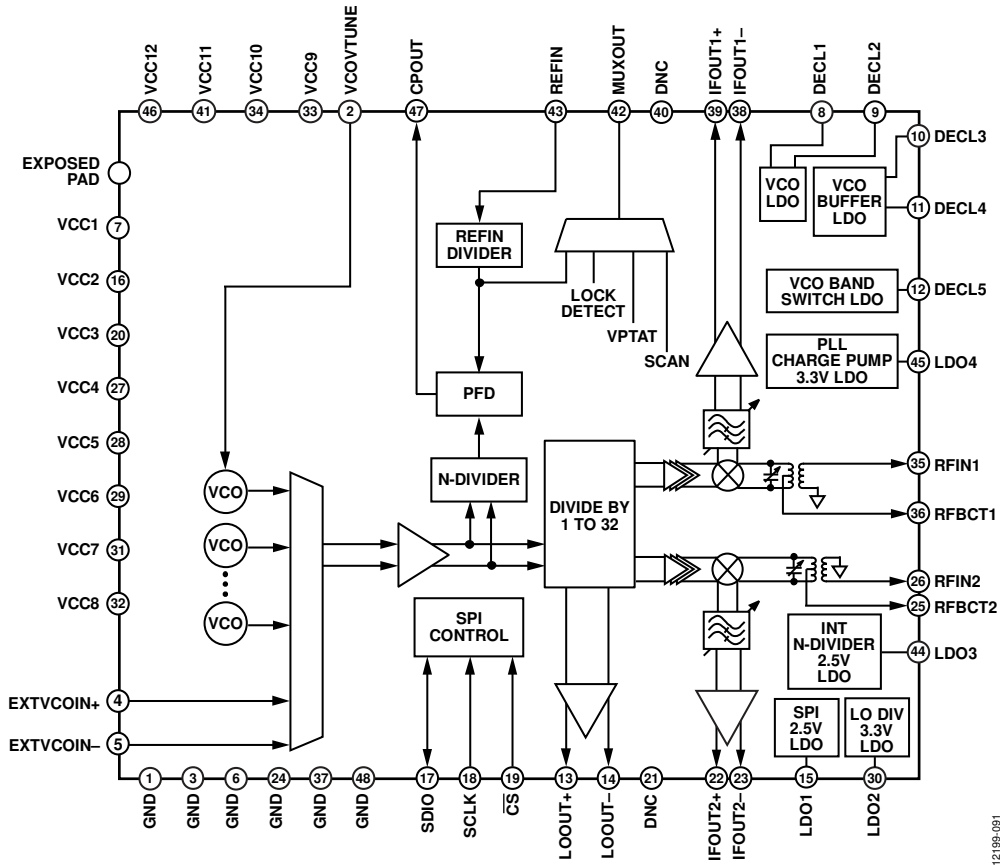 VCC12
VCC11
VCC10
VCC9
VCOVTUNE
CPOUT
REFIN
MUXOUT
DNC
IFOUT1+
IFOUT1–
DECL1
DECL2
46
41
34
33
2
47
43
42
40
39
38
8
9
EXPOSED
PAD
VCC1
7
VCC2
16
VCC3
20
VCC4
27
VCC5
28
VCC6
29
VCC7
31
VCC8
32
EXTVCOIN+
4
EXTVCOIN–
5
REFIN
DIVIDER
LOCK
DETECT
VPTAT
SCAN
PFD
N-DIVIDER
VCO
VCO
VCO
DIVIDE BY
1 TO 32
SPI
CONTROL
VCO
LDO
VCO
BUFFER
LDO
VCO BAND
SWITCH LDO
PLL
CHARGE PUMP
3.3V LDO
INT
N-DIVIDER
2.5V
LDO
SPI
2.5V
LDO
LO DIV
3.3V
LDO
10
DECL3
11
DECL4
12
DECL5
45
LDO4
35
RFIN1
36
RFBCT1
26
RFIN2
25
RFBCT2
44
LDO3
1
3
6
24
37
48
17
18
19
13
14
21
22
23
15
30
GND
GND
GND
GND
GND
GND
SDIO
SCLK
CS
LOOUT+
LOOUT–
DNC
IFOUT2+
IFOUT2–
LDO1
LDO2
12199-091